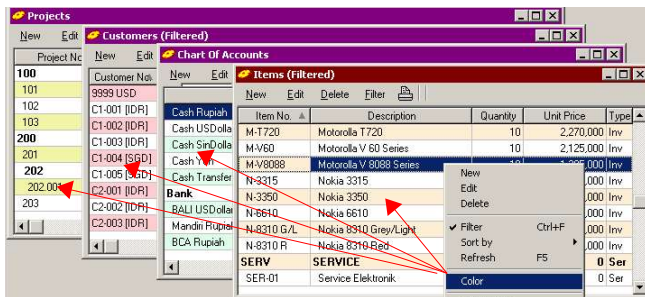 Projects
New Edit
Project No
100
101
102
103
200
201
202
202.001
203
Customers (Filtered)
New Edit
Customer No.
9999 USD
C1-001 [IDR]
C1-002 [IDR]
C1-003 [IDR]
C1-004 [SGD]
C1-005 [SGD]
C2-001 [IDR]
C2-002 [IDR]
C2-003 [IDR]
Chart Of Accounts
New Edit
Cash Rupiah
Cash USDolla
Cash SinDolla
Cash Yen
Cash Transfer
Bank
BALI USDollar
Mandiri Rupiah
BCA Rupiah
Items (Filtered)
New Edit Delete Filter
Item No. Description Quantity Unit Price Type
M-T720 Motorolla T720 10 2,270,000 Inv
M-V60 Motorolla V 60 Series 10 2,125,000 Inv
M-V8088 Motorolla V 8088 Series 10 ,000 Inv
N-3315 Nokia 3315 ,000 Inv
N-3350 Nokia 3350 ,000 Inv
N-6610 Nokia 6610 ,000 Inv
N-8310 G/L Nokia 8310 Grey/Light ,000 Inv
N-8310 R Nokia 8310 Red ,000 Inv
SERV SERVICE 0 Ser
SER-01 Service Elektronik 0 Ser
New
Edit
Delete
Filter Ctrl+F
Sort by
Refresh F5
Color